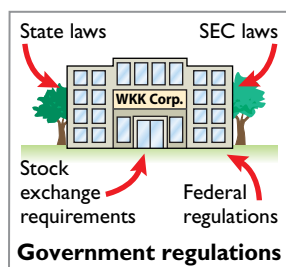 State laws
SEC laws
WKK Corp.
Stock
exchange
requirements
Federal
regulations
Government regulations